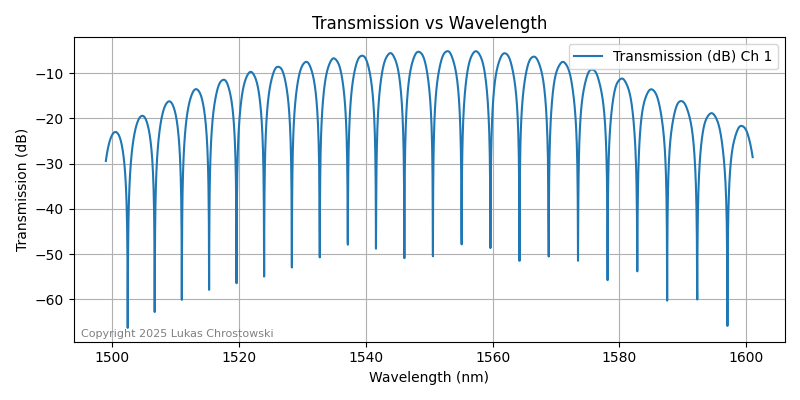 Transmission vs Wavelength
Transmission (dB) Ch 1
Transmission (dB)
−10
−20
−30
−40
−50
−60
Copyright 2025 Lukas Chrostowski
1500 1520 1540 1560 1580 1600
Wavelength (nm)